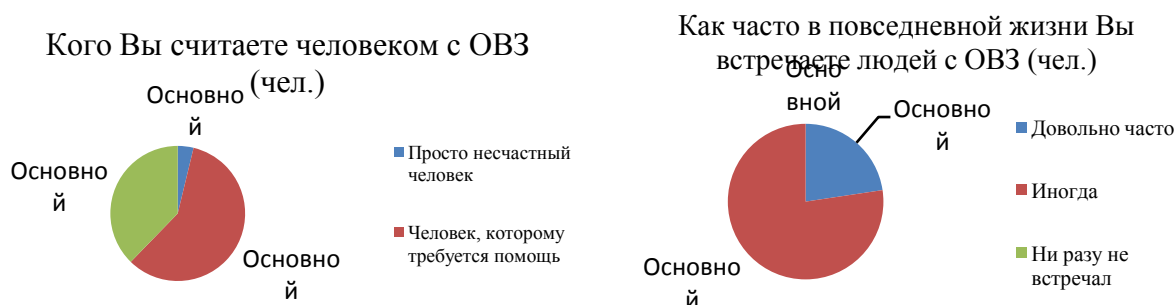 Кого Вы считаете человеком с ОВЗ
(чел.)
Основно
й
Основно
й
Основно
й
Просто несчастный
человек
Человек, которому
требуется помощь
Как часто в повседневной жизни Вы
встречаете людей с ОВЗ (чел.)
Осно
вной
Основно
й
Основно
й
Довольно часто
Иногда
Ни разу не
встречал